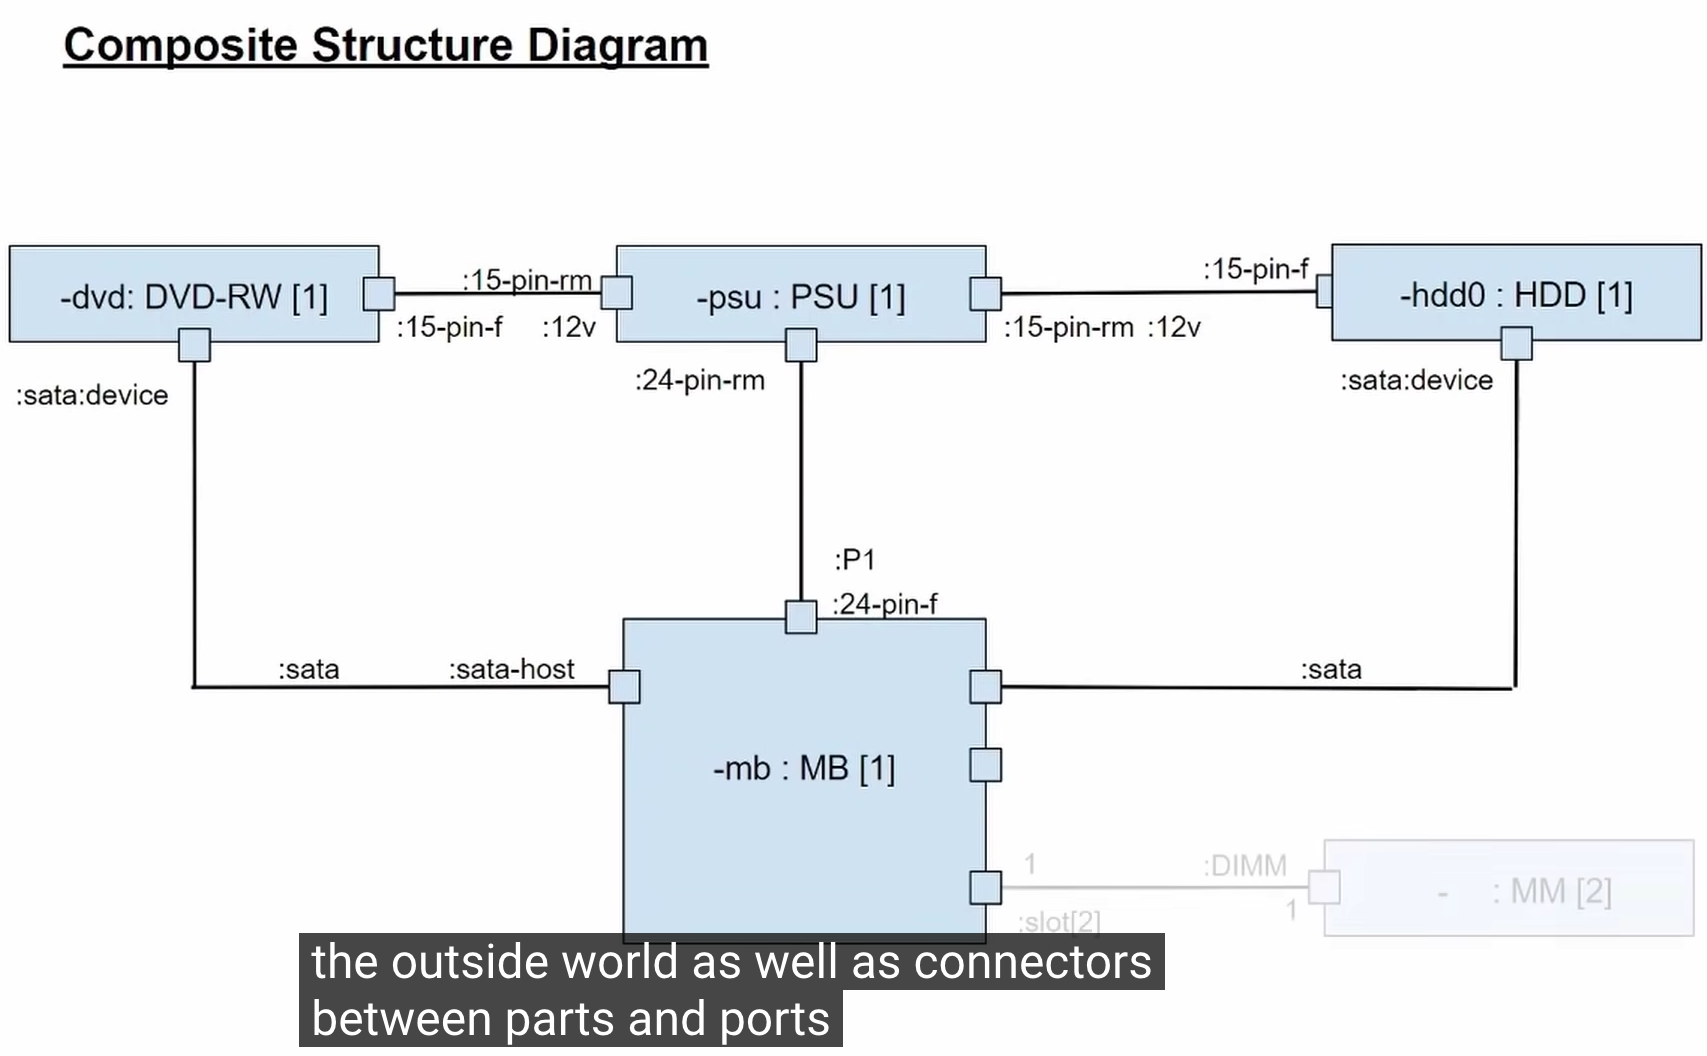 Composite Structure Diagram
-dvd: DVD-RW [1]
:15-pin-rm
:15-pin-f
:12v
-psu : PSU [1]
:15-pin-f
:15-pin-rm :12v
-hdd0 : HDD [1]
:sata:device
:24-pin-rm
:sata:device
:P1
:24-pin-f
:sata
:sata-host
:sata
-mb : MB [1]
1
:DIMM
:slot[2]
1
- : MM [2]
the outside world as well as connectors
between parts and ports